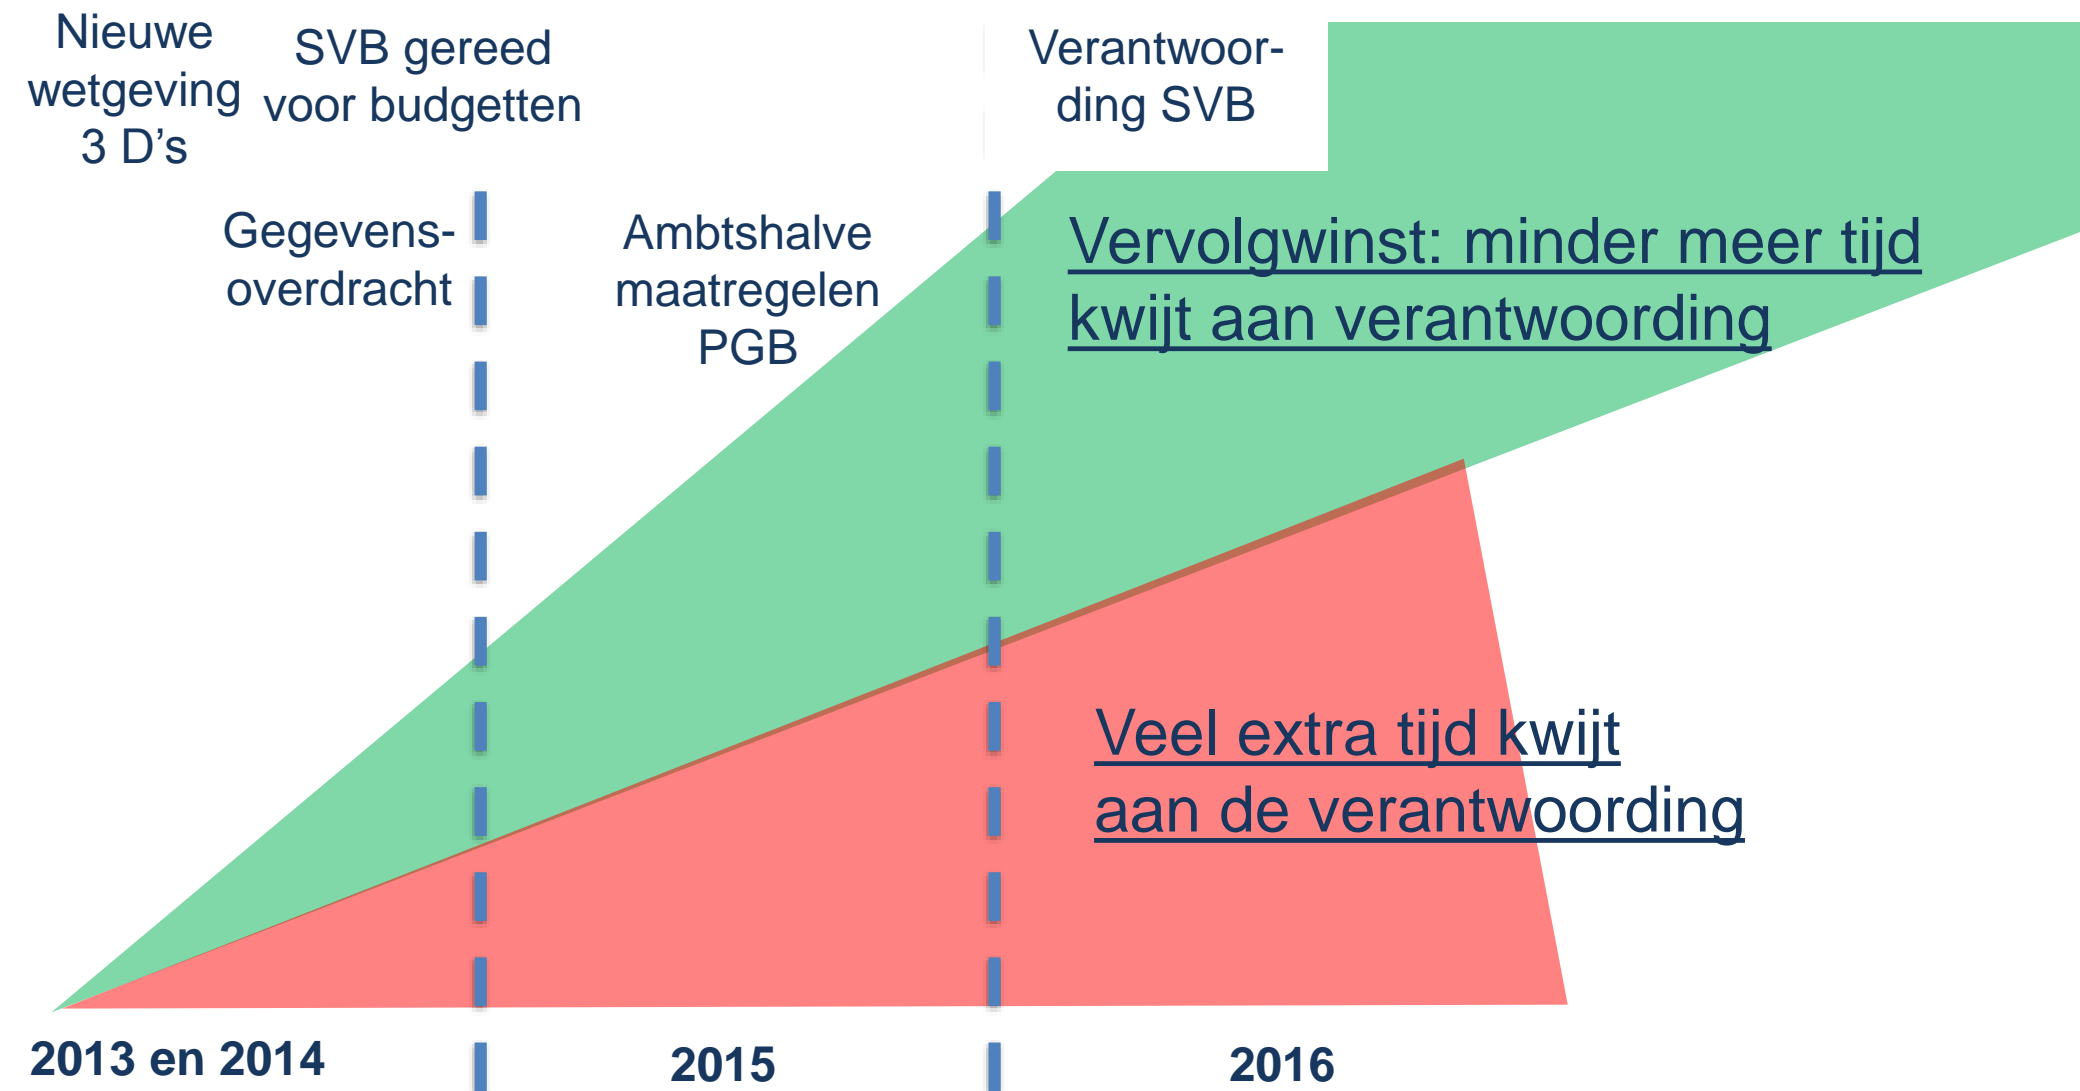 Nieuwe
wetgeving
3 D’s
SVB gereed
voor budgetten
Verantwoor-
ding SVB
Gegevens-
overdracht
Ambtshalve
maatregelen
PGB
Vervolgwinst: minder meer tijd
kwijt aan verantwoording
Veel extra tijd kwijt
aan de verantwoording
2013 en 2014
2015
2016